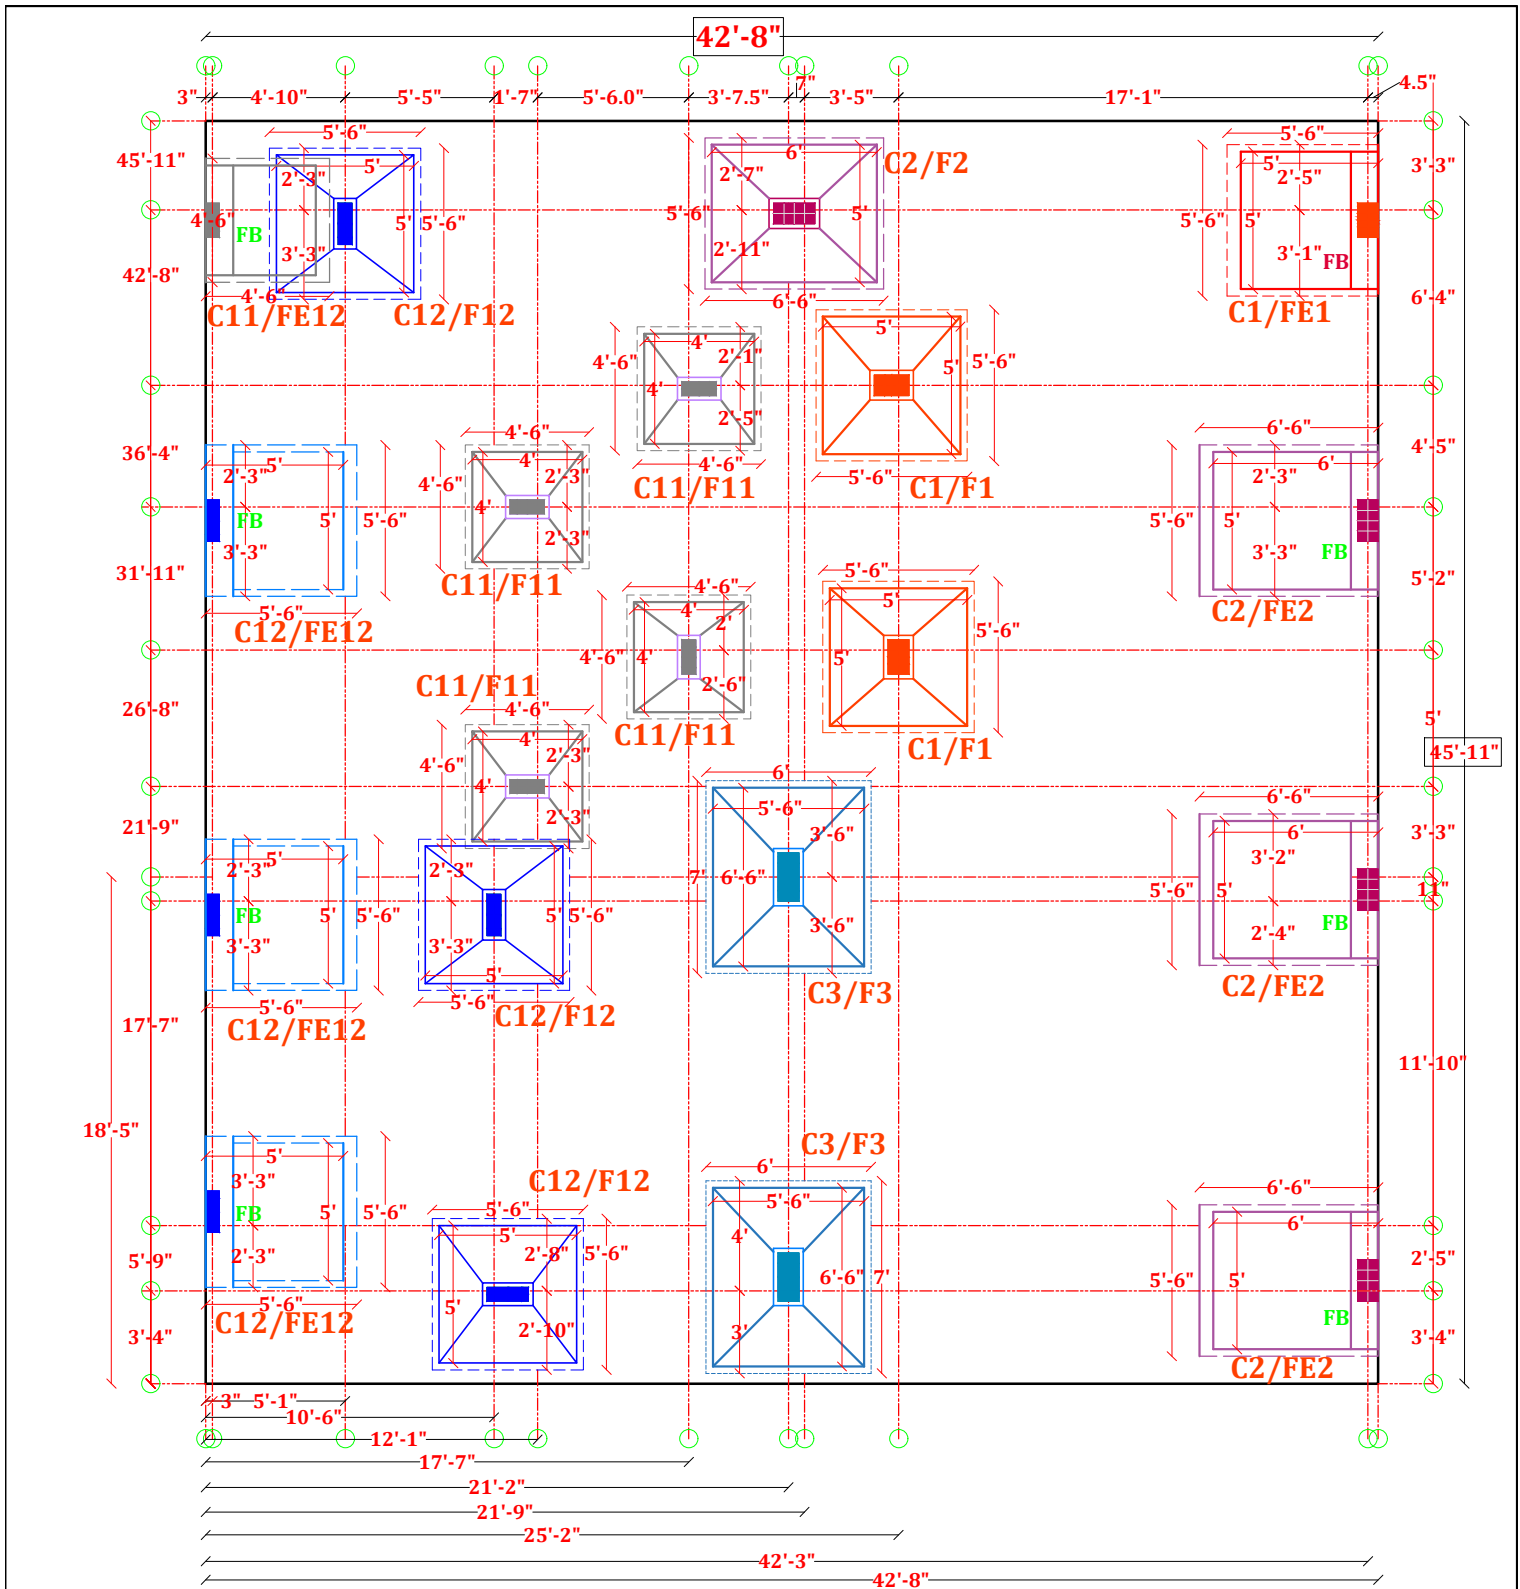 42'-8"
3" 4'-10" 5'-5" 1'-7" 5'-6.0" 3'-7.5" 7" 3'-5" 17'-1" 4.5"
45'-11" 5'-6" 5' 2'-3" 5' 5'-6" 3'-3" 4'-6" FB 4'-6"
C11/FE12 C12/F12
6' 2'-7" 5'-6" 5' 2'-11" 6'-6" C2/F2
5'-6" 5' 2'-5" 5'-6" 5' 3'-1" FB C1/FE1 3'-3"
42'-8" 6'-4"
4'-6" 4' 2'-1" 4' 2'-5" 4'-6" C11/F11
5' 5' 5'-6" 5'-6" C1/F1
36'-4" 4'-5"
5' 2'-3" FB 5' 5'-6" 3'-3" 5'-6" C12/FE12
4'-6" 4' 2'-3" 4'-6" 4' 2'-3" C11/F11
6'-6" 6' 2'-3" 5'-6" 5' 3'-3" FB C2/FE2
31'-11" 5'-2"
4'-6" 4' 2' 4'-6" 4' 2'-6" C11/F11
5'-6" 5' 5'-6" 5' C1/F1
26'-8" 5'
C11/F11 4'-6" 4' 2'-3" 4'-6" 4' 2'-3"
6' 5'-6" 3'-6" 6'-6" 7' 3'-6" C3/F3
45'-11"
6'-6" 6' 3'-2" 5'-6" 5' 2'-4" FB C2/FE2
21'-9" 3'-3"
11"
5' 2'-3" FB 5' 5'-6" 3'-3" 5'-6" C12/FE12
2'-3" 5' 5'-6" 3'-3" 5' 5'-6" C12/F12
17'-7" 11'-10"
18'-5"
5' 3'-3" FB 5' 5'-6" 2'-3" 5'-6" C12/FE12
C12/F12 5'-6" 5' 2'-8" 5'-6" 5' 2'-10"
C3/F3 6' 5'-6" 4' 6'-6" 7' 3'
6'-6" 6' 5'-6" 5' FB C2/FE2
5'-9" 2'-5"
3'-4" 3'-4"
3" 5'-1"
10'-6"
12'-1"
17'-7"
21'-2"
21'-9"
25'-2"
42'-3"
42'-8"